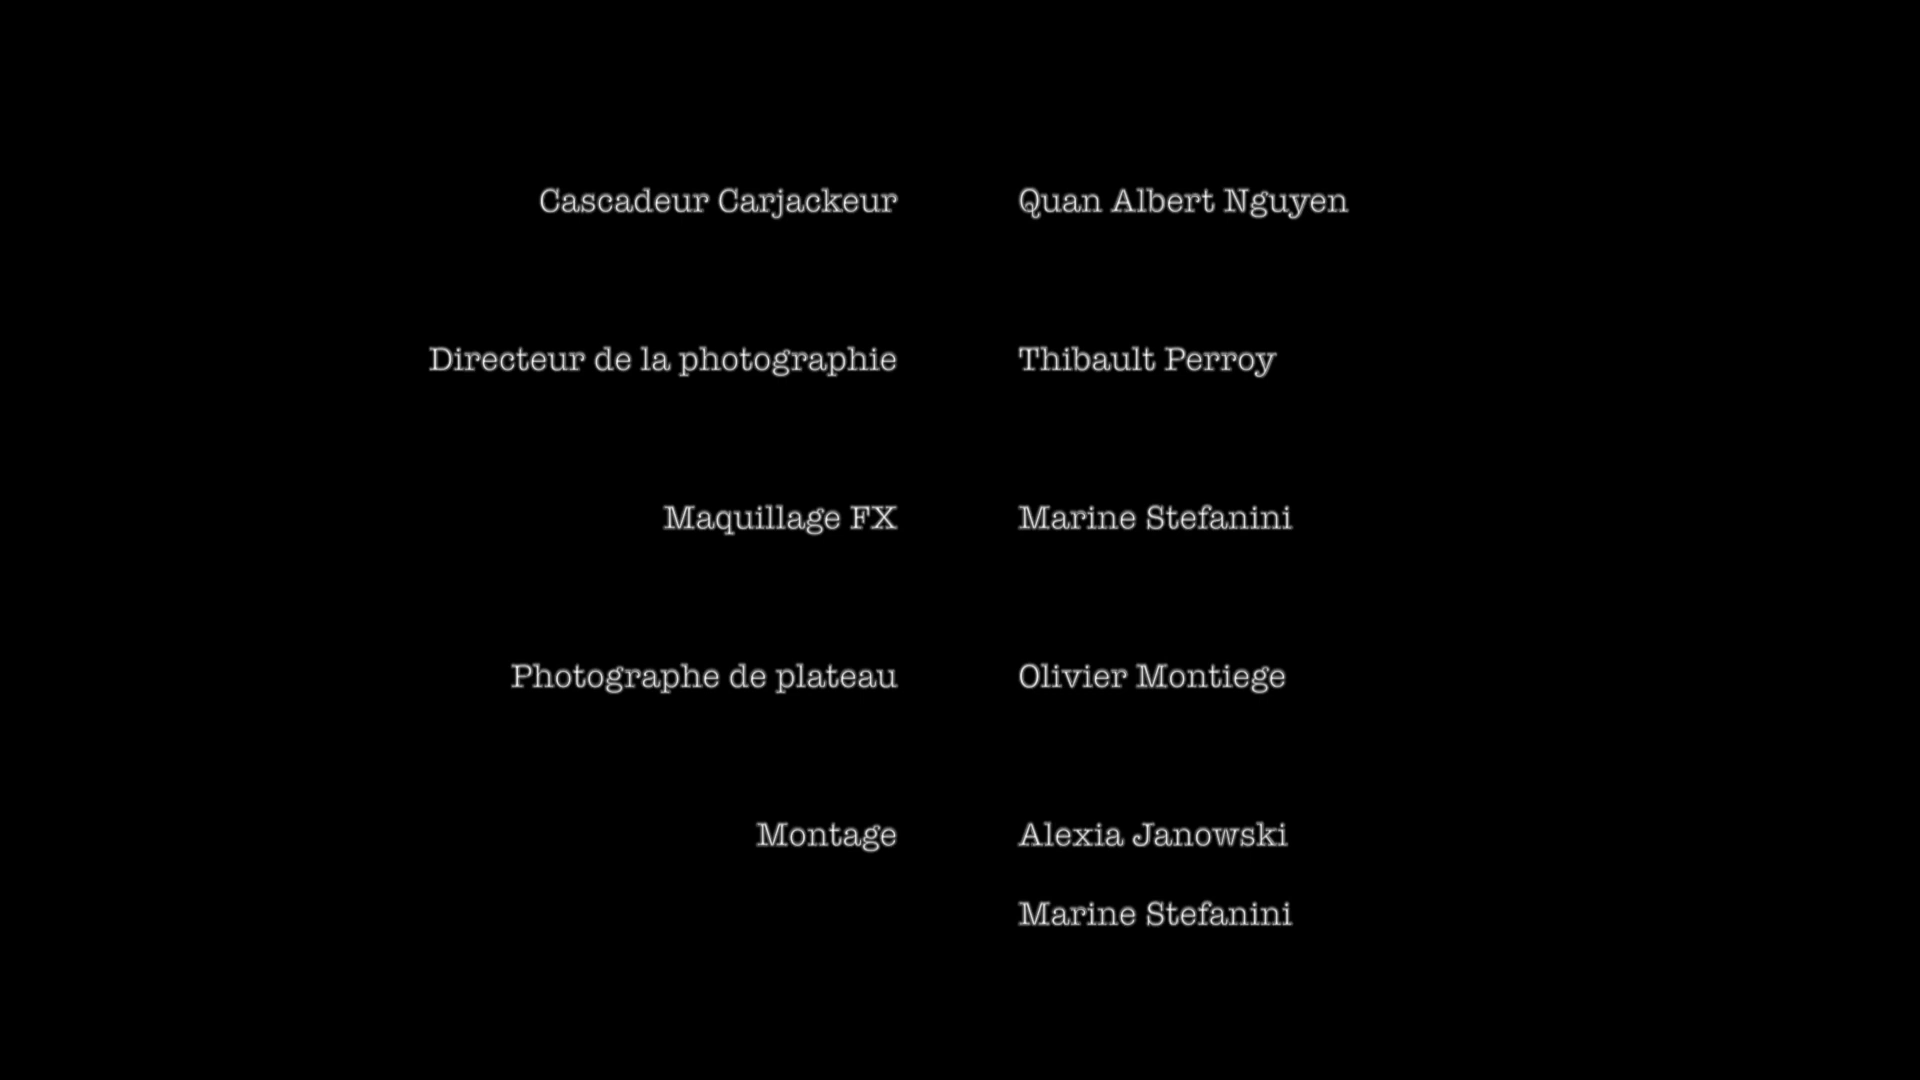 Cascadeur Carjackeur Quan Albert Nguyen
Directeur de la photographie Thibault Perroy
Maquillage FX Marine Stefanini
Photographe de plateau Olivier Montiege
Montage Alexia Janowski
Marine Stefanini